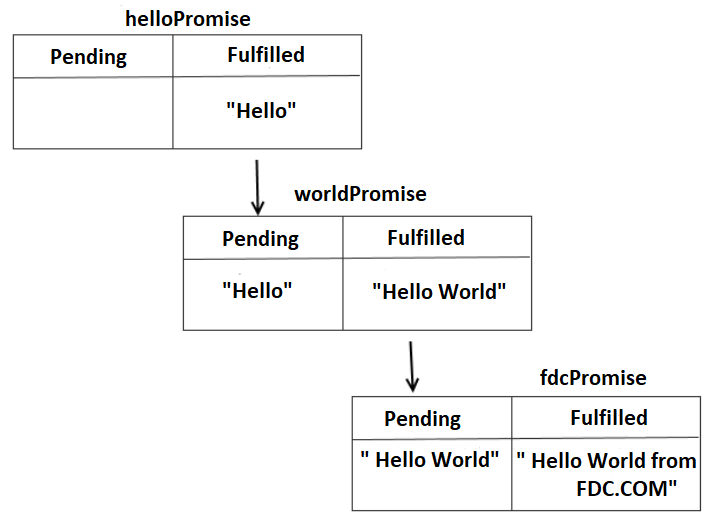 helloPromise
Pending Fulfilled
"Hello"
worldPromise
Pending Fulfilled
"Hello" "Hello World"
fdcPromise
Pending Fulfilled
" Hello World" " Hello World from
FDC.COM"